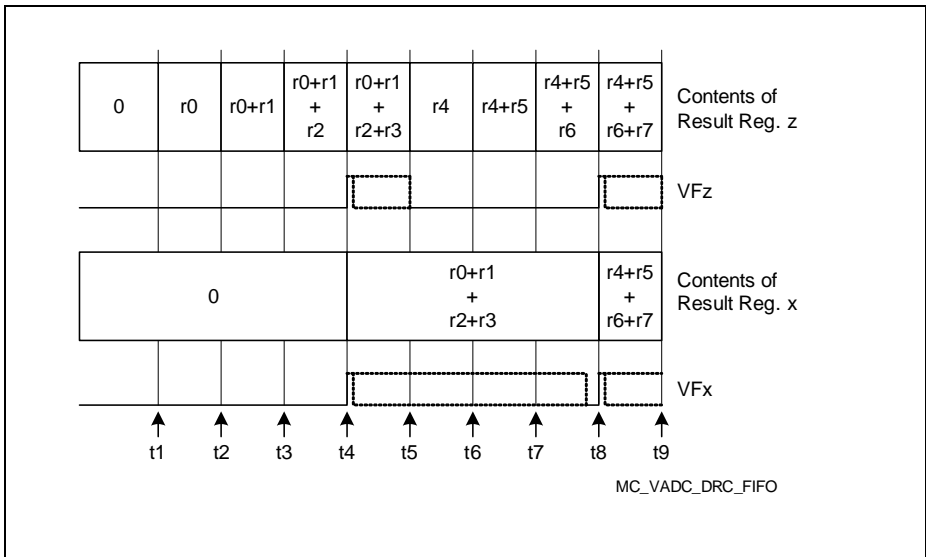 0
r0
r0+r1
r0+r1
+
r2
r0+r1
+
r2+r3
r4
r4+r5
r4+r5
+
r6
r4+r5
+
r6+r7
Contents of
Result Reg. z
VFz
0
r0+r1
+
r2+r3
r4+r5
+
r6+r7
Contents of
Result Reg. x
VFx
t1 t2 t3 t4 t5 t6 t7 t8 t9
MC_VADC_DRC_FIFO